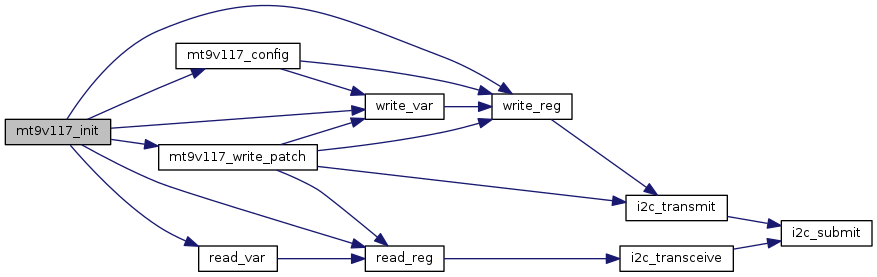 mt9v117_init
mt9v117_config
mt9v117_write_patch
read_var
write_var
read_reg
write_reg
i2c_transmit
i2c_transceive
i2c_submit